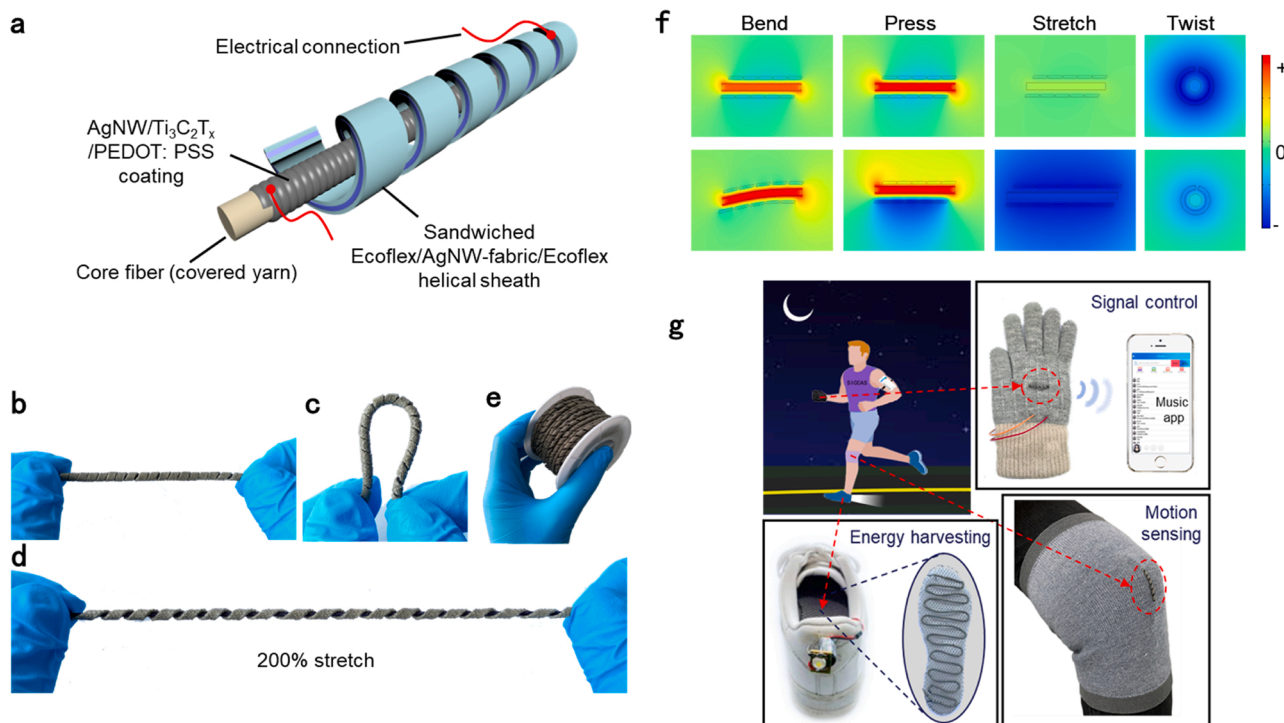 a
Electrical connection
AgNW/Ti₃C₂Tₓ
/PEDOT: PSS
coating
Sandwiched
Ecoflex/AgNW-fabric/Ecoflex
helical sheath
Core fiber (covered yarn)
b
c
e
d
200% stretch
f
Bend
Press
Stretch
Twist
+
0
-
g
Signal control
Music
app
Energy harvesting
Motion
sensing